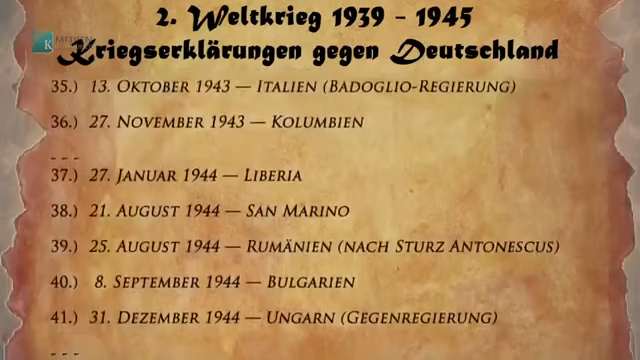 2. Weltkrieg 1939 – 1945
Kriegserklärungen gegen Deutschland
35.) 13. Oktober 1943 — Italien (Badoglio-Regierung)
36.) 27. November 1943 — Kolumbien
- - -
37.) 27. Januar 1944 — Liberia
38.) 21. August 1944 — San Marino
39.) 25. August 1944 — Rumänien (nach Sturz Antonescus)
40.) 8. September 1944 — Bulgarien
41.) 31. Dezember 1944 — Ungarn (Gegenregierung)
- - -